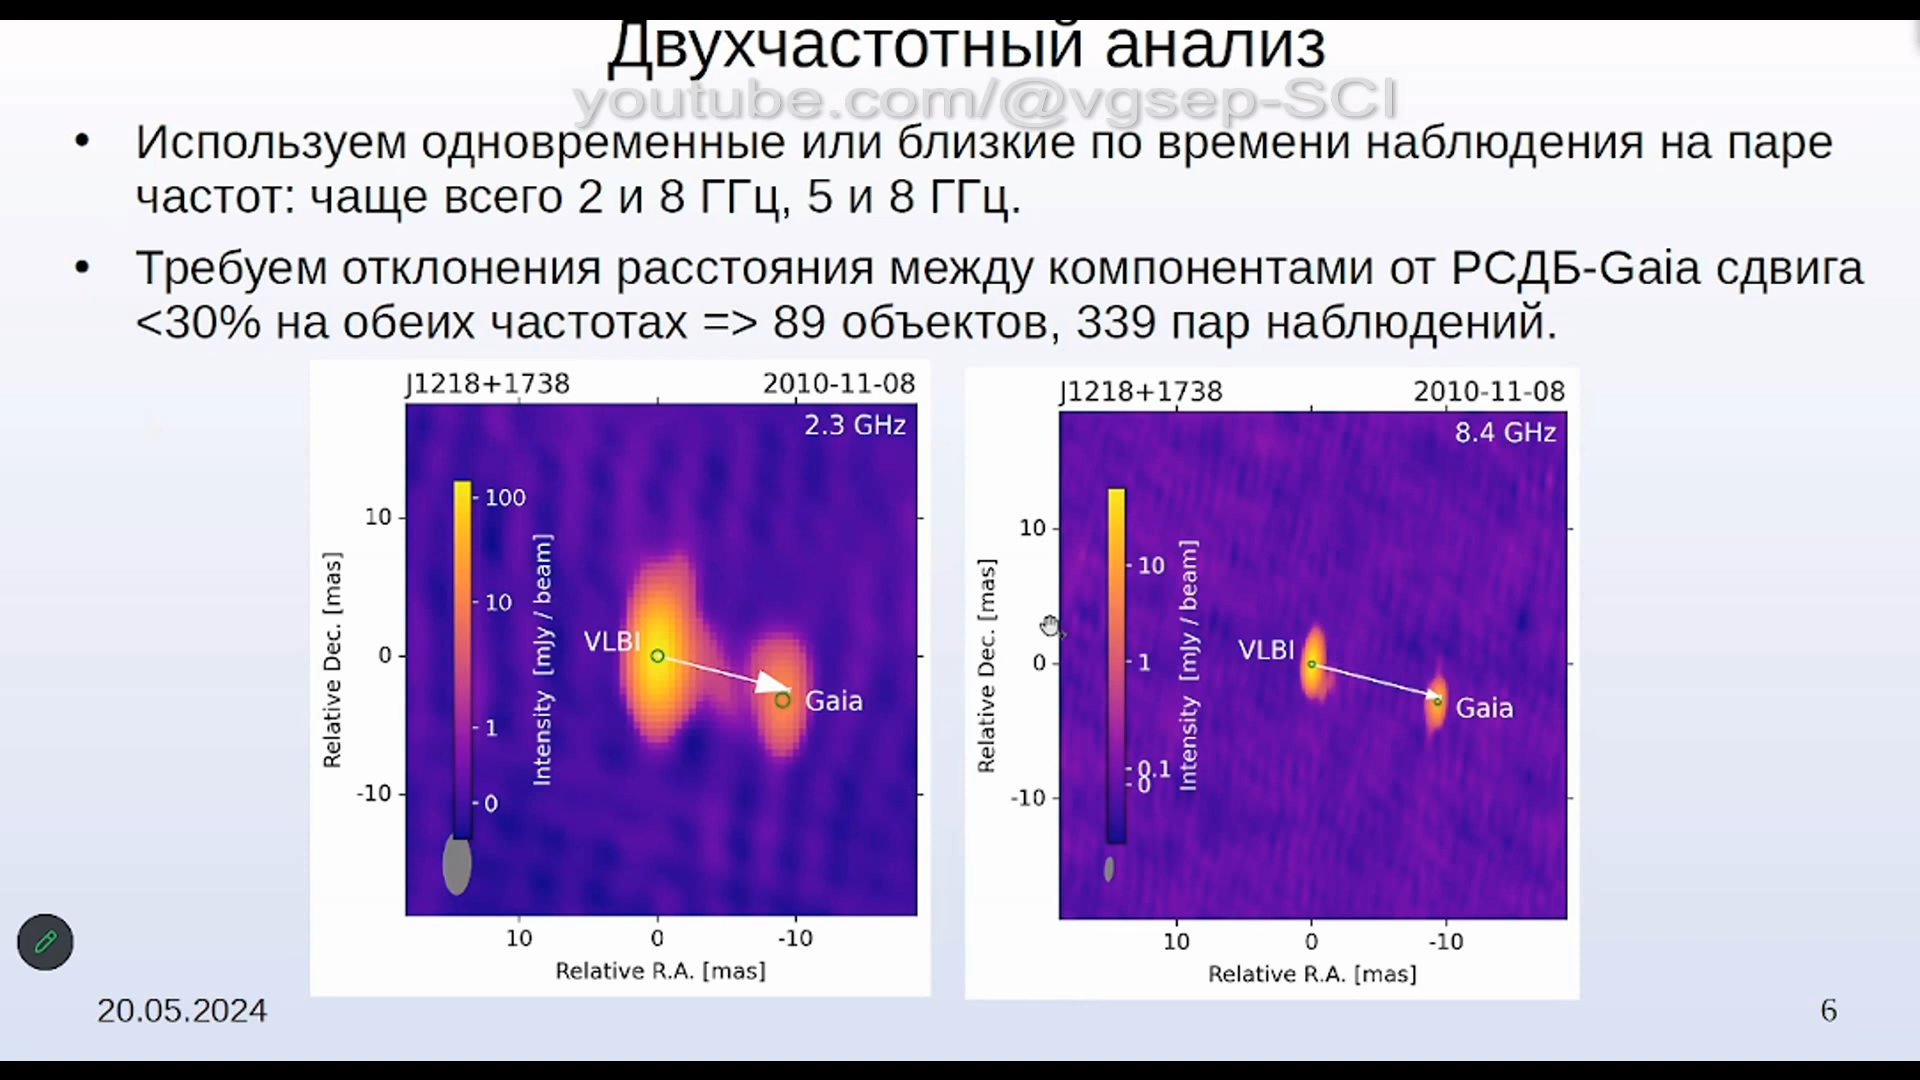 Двухчастотный анализ
youtube.com/@vgsep-SCI
• Используем одновременные или близкие по времени наблюдения на паре
частот: чаще всего 2 и 8 ГГц, 5 и 8 ГГц.
• Требуем отклонения расстояния между компонентами от РСДБ-Gaia сдвига
<30% на обеих частотах => 89 объектов, 339 пар наблюдений.
J1218+1738 2010-11-08
2.3 GHz
100
10
1
0
Intensity [mJy / beam]
VLBI
Gaia
10
0
-10
Relative Dec. [mas]
10 0 -10
Relative R.A. [mas]
J1218+1738 2010-11-08
8.4 GHz
10
1
0.1
0
Intensity [mJy / beam]
VLBI
Gaia
10
0
-10
Relative Dec. [mas]
10 0 -10
Relative R.A. [mas]
20.05.2024
6